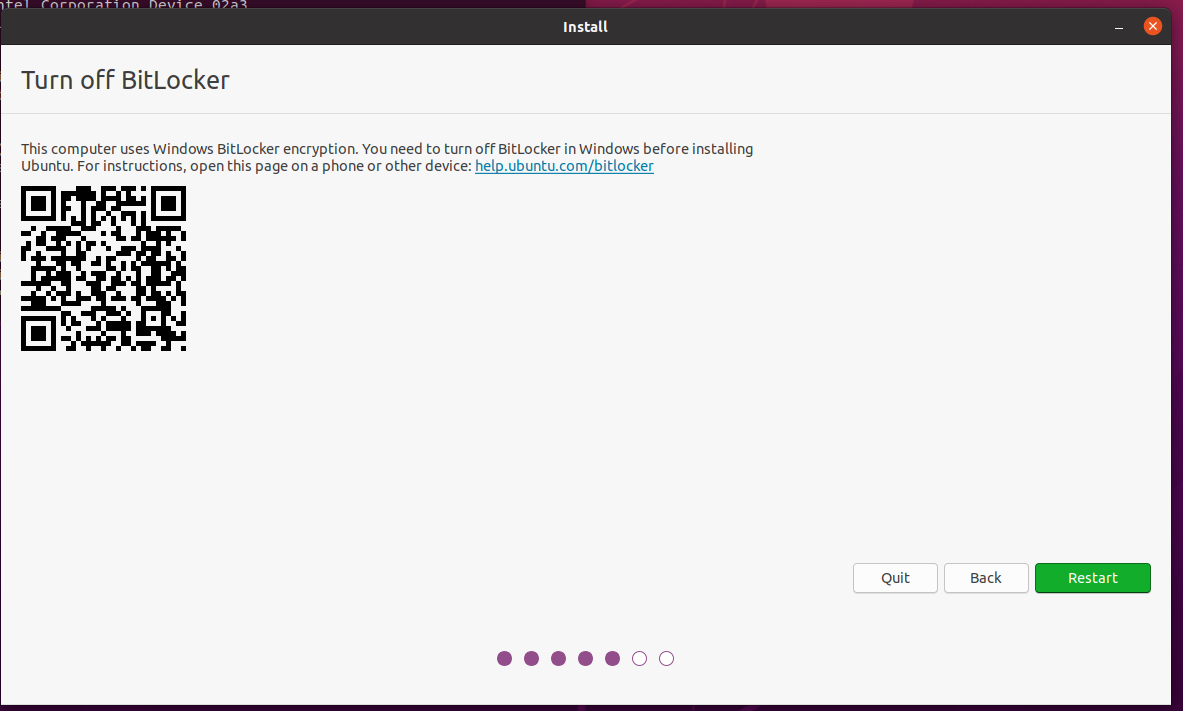 Corporation Device 02a3
Install
Turn off BitLocker
This computer uses Windows BitLocker encryption. You need to turn off BitLocker in Windows before installing
Ubuntu. For instructions, open this page on a phone or other device: help.ubuntu.com/bitlocker
Quit
Back
Restart